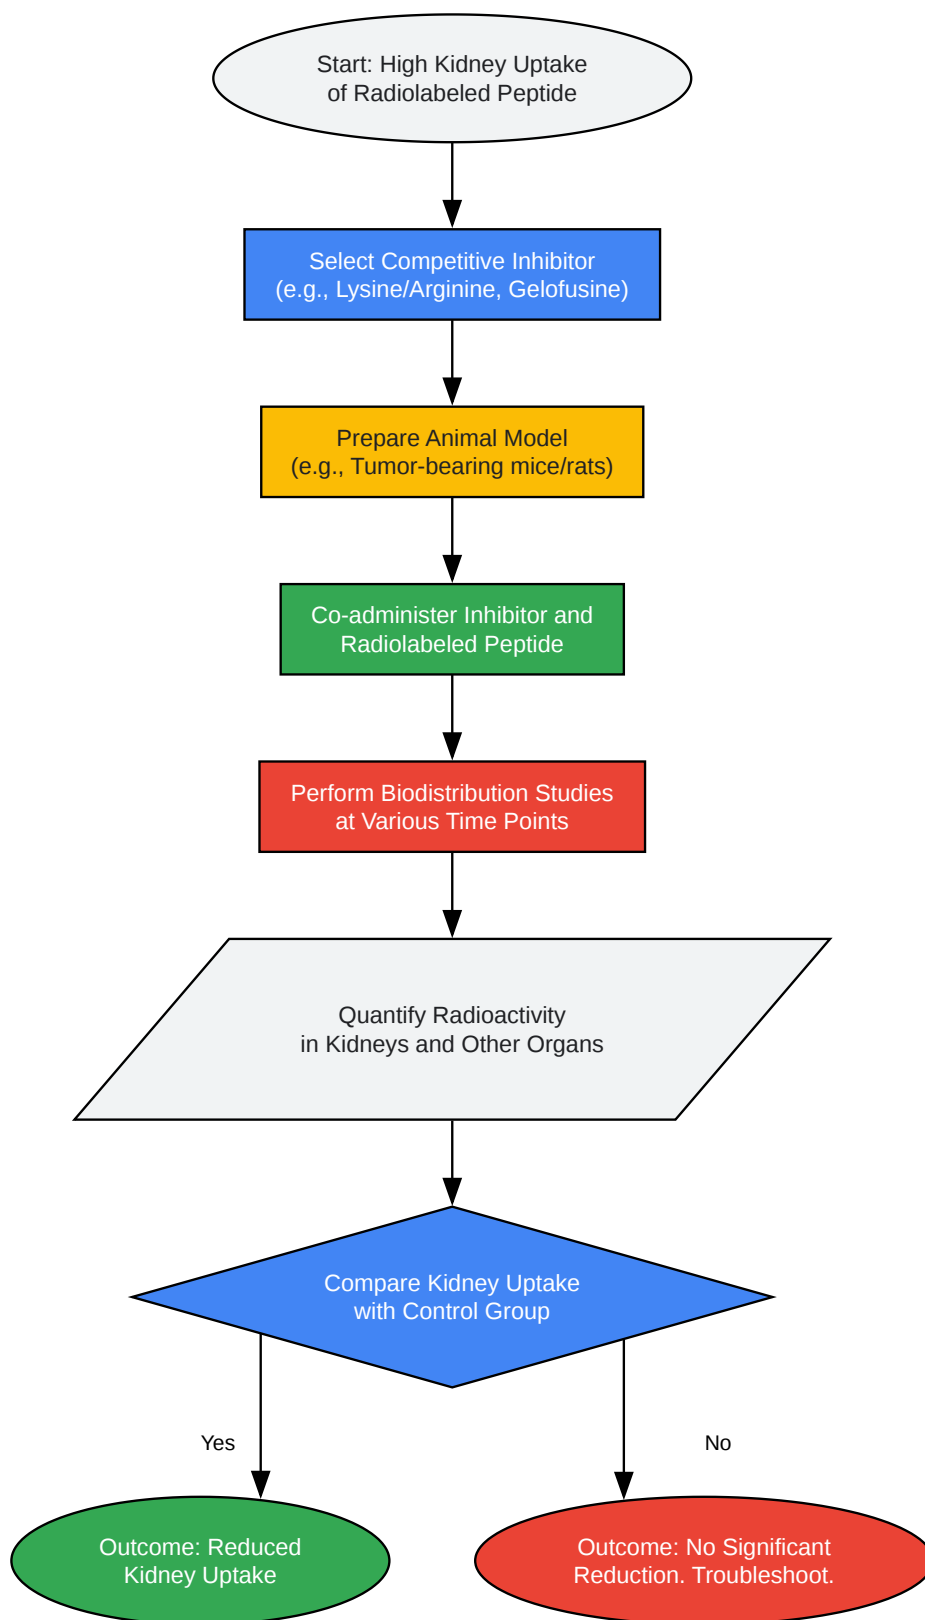 Start: High Kidney Uptake
of Radiolabeled Peptide
Select Competitive Inhibitor
(e.g., Lysine/Arginine, Gelofusine)
Prepare Animal Model
(e.g., Tumor-bearing mice/rats)
Co-administer Inhibitor and
Radiolabeled Peptide
Perform Biodistribution Studies
at Various Time Points
Quantify Radioactivity
in Kidneys and Other Organs
Compare Kidney Uptake
with Control Group
Yes
No
Outcome: Reduced
Kidney Uptake
Outcome: No Significant
Reduction. Troubleshoot.